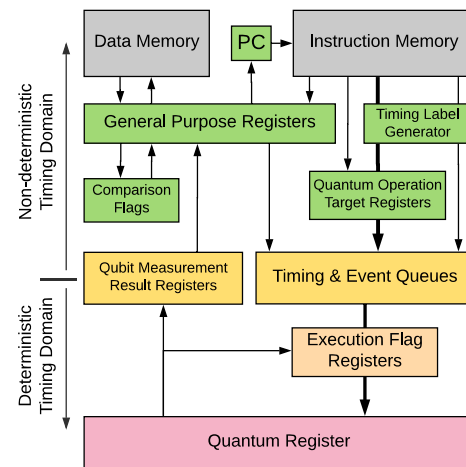 Data Memory
PC
Instruction Memory
General Purpose Registers
Timing Label
Generator
Comparison
Flags
Quantum Operation
Target Registers
Non-deterministic
Timing Domain
Qubit Measurement
Result Registers
Timing & Event Queues
Deterministic
Timing Domain
Execution Flag
Registers
Quantum Register